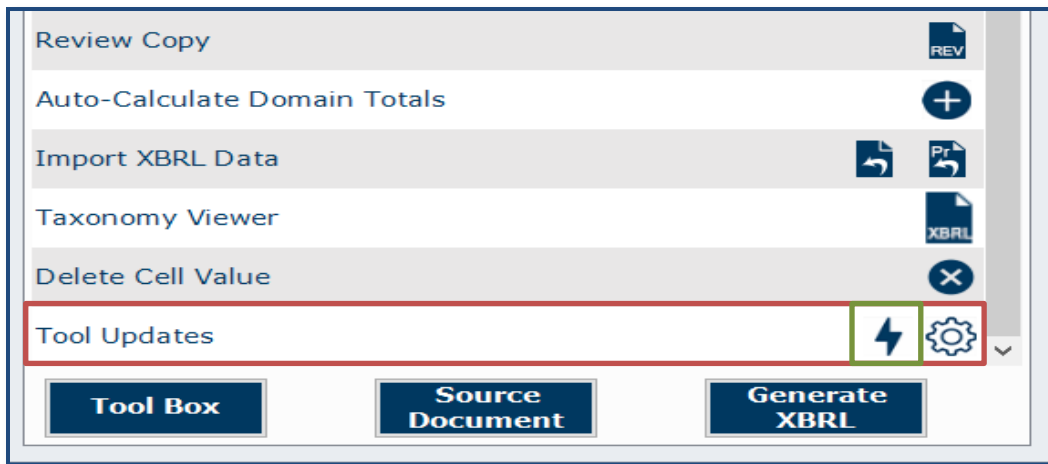 Review Copy
REV
Auto-Calculate Domain Totals
Import XBRL Data
Pr
Taxonomy Viewer
XBRL
Delete Cell Value
Tool Updates
Tool Box
Source
Document
Generate
XBRL